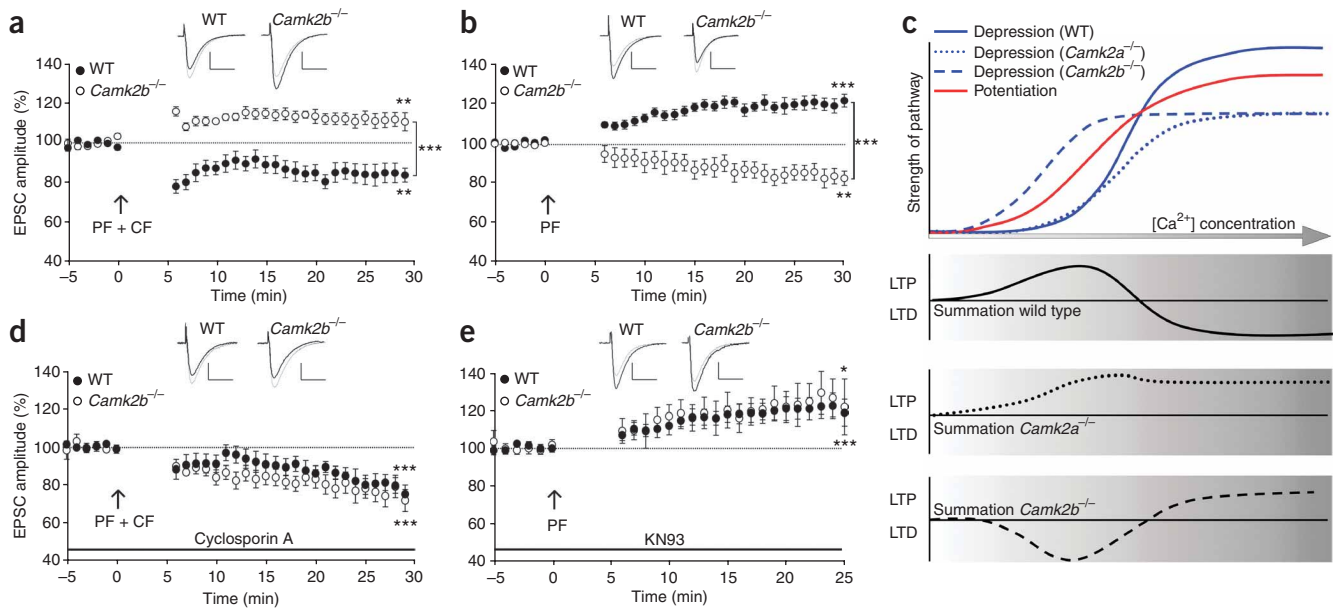 a
WT
Camk2b–/–
WT
Camk2b–/–
EPSC amplitude (%)
140
120
100
80
60
40
**
***
**
PF + CF
–5
0
5
10
15
20
25
30
Time (min)
b
WT
Camk2b–/–
WT
Cam2b–/–
140
120
100
80
60
40
***
***
**
PF
–5
0
5
10
15
20
25
30
Time (min)
c
Depression (WT)
Depression (Camk2a–/–)
Depression (Camk2b–/–)
Potentiation
Strength of pathway
[Ca2+] concentration
LTP
LTD
Summation wild type
LTP
LTD
Summation Camk2a–/–
LTP
LTD
Summation Camk2b–/–
d
WT
Camk2b–/–
WT
Camk2b–/–
EPSC amplitude (%)
140
120
100
80
60
40
***
***
PF + CF
Cyclosporin A
–5
0
5
10
15
20
25
30
Time (min)
e
WT
Camk2b–/–
WT
Camk2b–/–
140
120
100
80
60
40
*
***
PF
KN93
–5
0
5
10
15
20
25
Time (min)